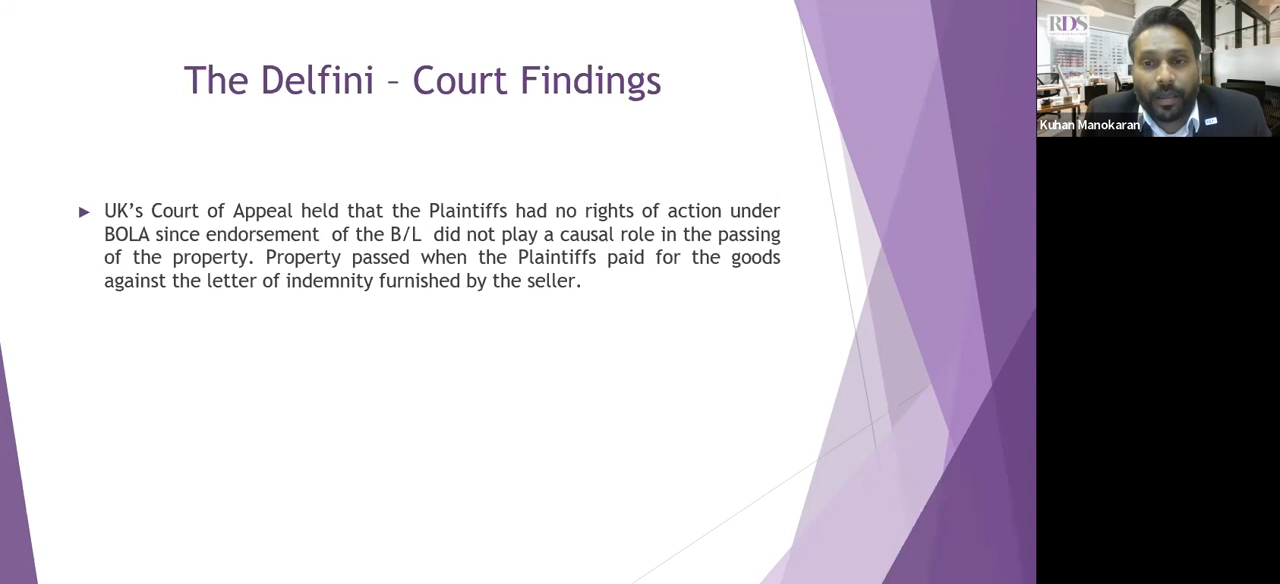 The Delfini – Court Findings
UK's Court of Appeal held that the Plaintiffs had no rights of action under
BOLA since endorsement of the B/L did not play a causal role in the passing
of the property. Property passed when the Plaintiffs paid for the goods
against the letter of indemnity furnished by the seller.
RDS
Kuhan Manokaran